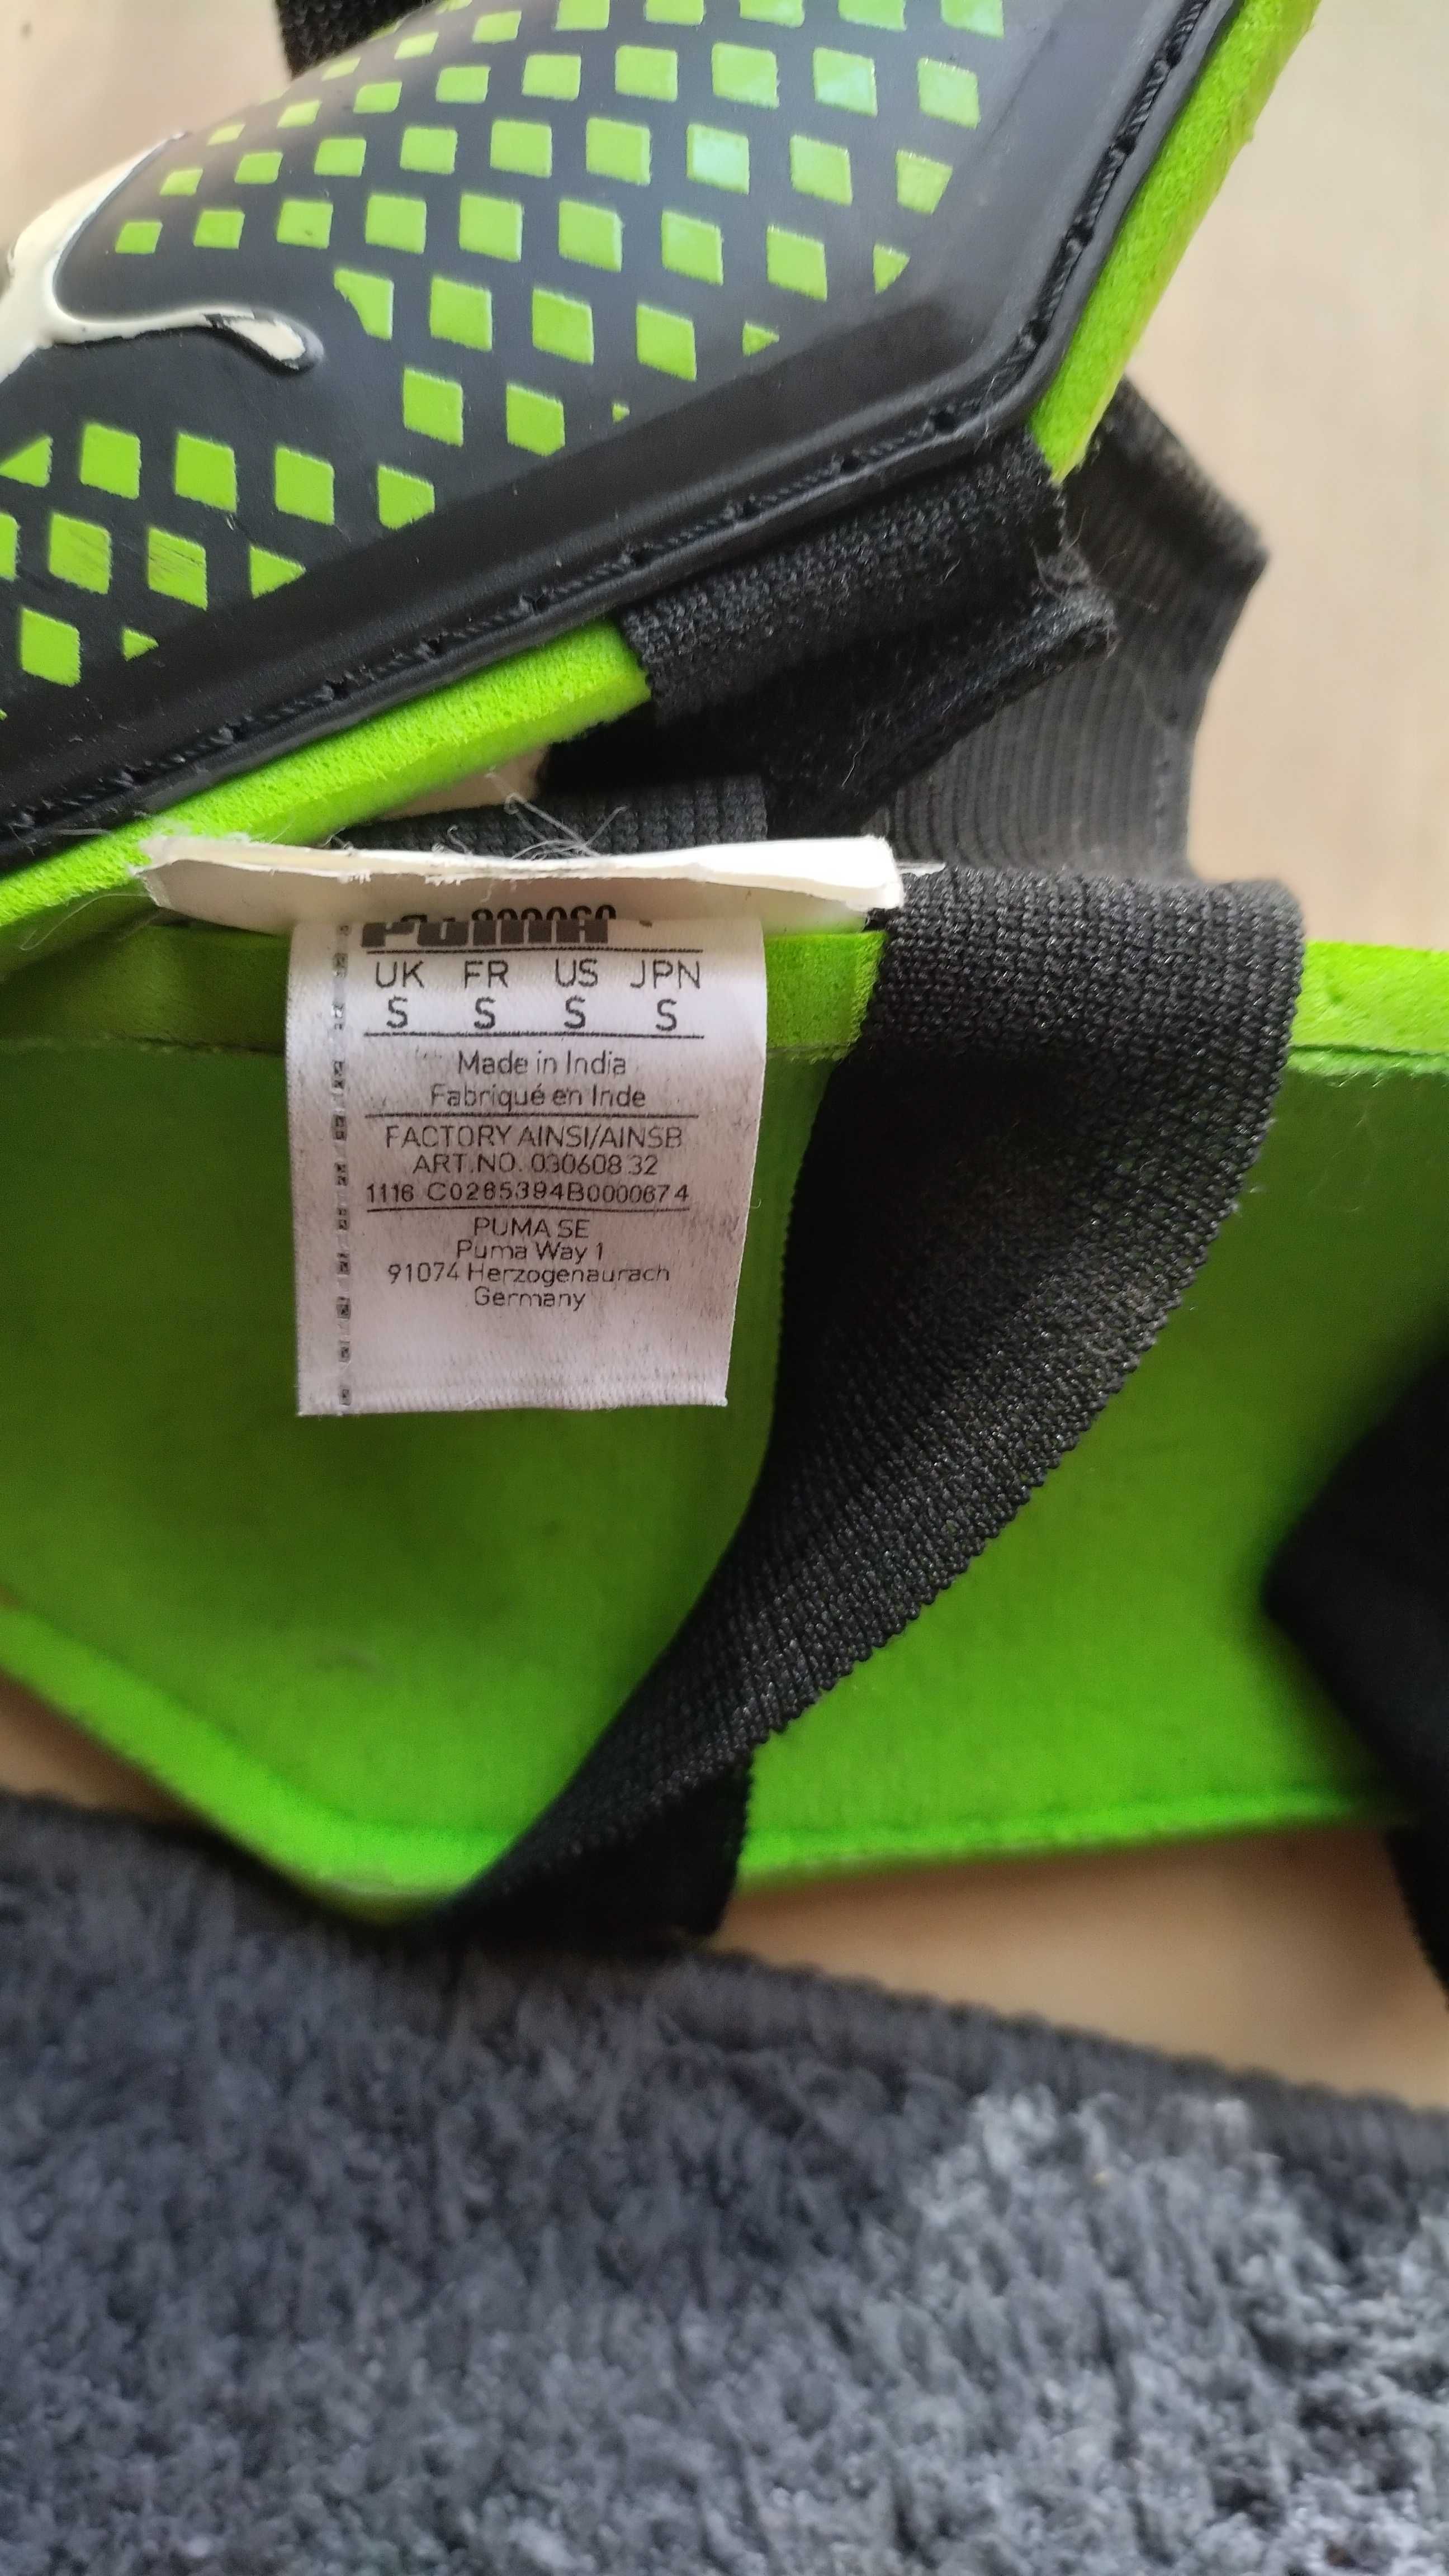 PUMA
UK FR US JPN
S S S S
Made in India
Fabriqué en Inde
FACTORY AINSI/AINSB
ART.NO. 030608 32
1116 C0285394B0000674
PUMA SE
Puma Way 1
91074 Herzogenaurach
Germany